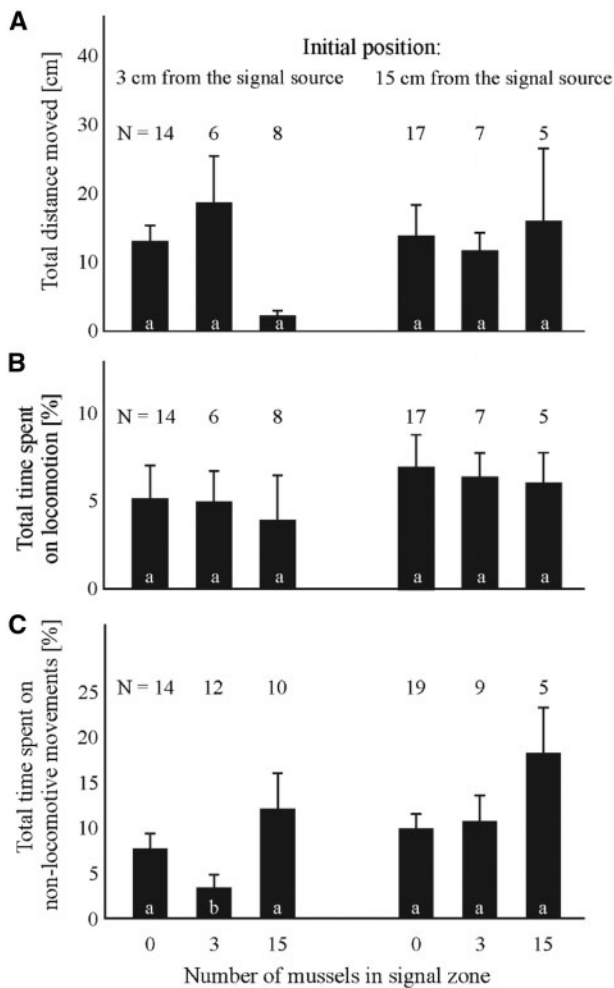 A
Total distance moved [cm]
Initial position:
3 cm from the signal source 15 cm from the signal source
40
30
20
10
0
N = 14 6 8 17 7 5
a a a a a a
B
Total time spent
on locomotion [%]
10
5
0
N = 14 6 8 17 7 5
a a a a a a
C
Total time spent on
non-locomotive movements [%]
25
20
15
10
5
0
N = 14 12 10 19 9 5
a b a a a a
0 3 15 0 3 15
Number of mussels in signal zone